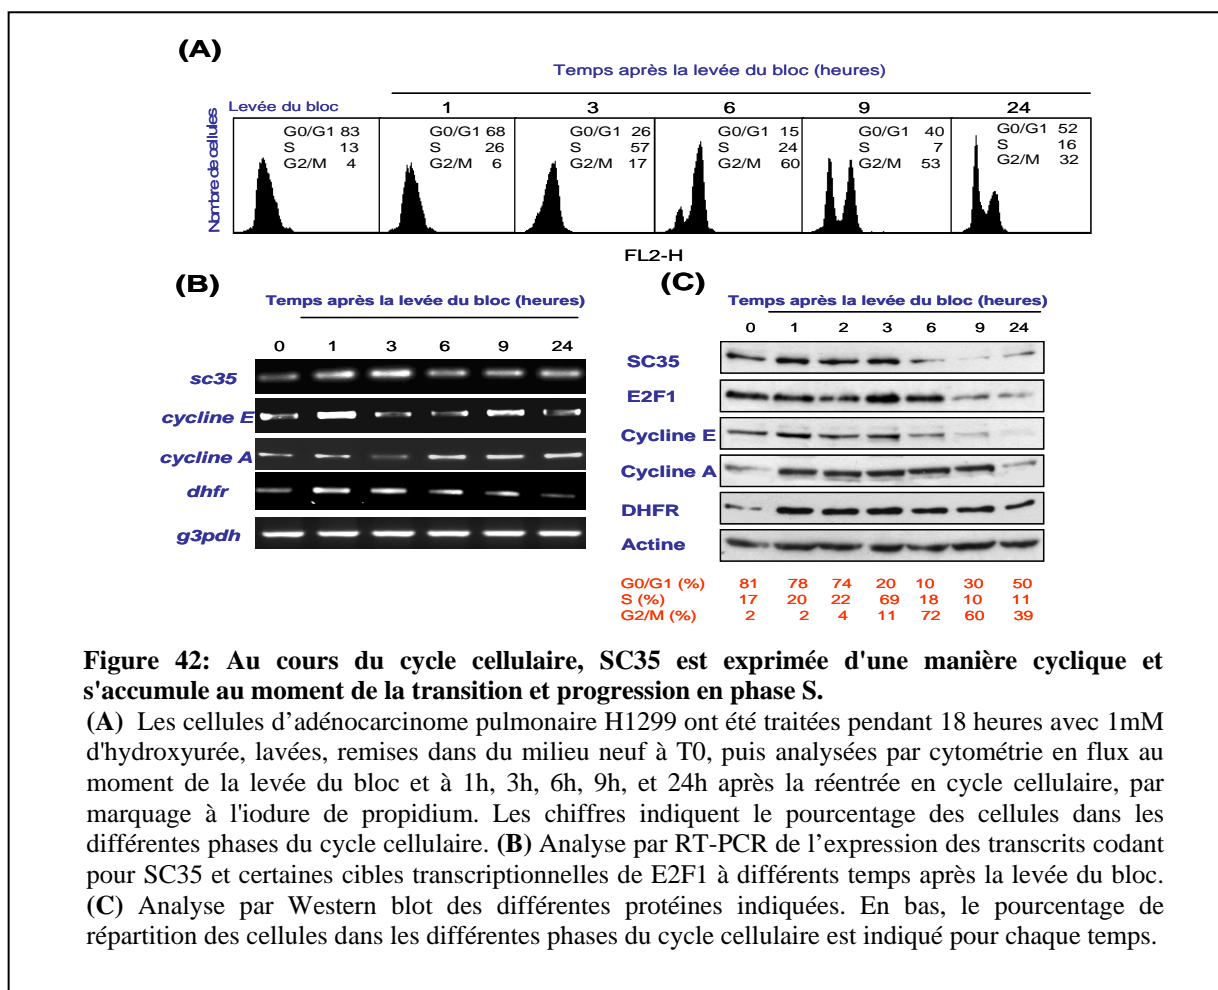 (A)
Temps après la levée du bloc (heures)
Levée du bloc 1 3 6 9 24
Nombre de cellules
G0/G1 83 G0/G1 68 G0/G1 26 G0/G1 15 G0/G1 40 G0/G1 52
S 13 S 26 S 57 S 24 S 7 S 16
G2/M 4 G2/M 6 G2/M 17 G2/M 60 G2/M 53 G2/M 32
FL2-H
(B)
Temps après la levée du bloc (heures)
0 1 3 6 9 24
sc35
cycline E
cycline A
dhfr
g3pdh
(C)
Temps après la levée du bloc (heures)
0 1 2 3 6 9 24
SC35
E2F1
Cycline E
Cycline A
DHFR
Actine
G0/G1 (%) 81 78 74 20 10 30 50
S (%) 17 20 22 69 18 10 11
G2/M (%) 2 2 4 11 72 60 39
Figure 42: Au cours du cycle cellulaire, SC35 est exprimée d'une manière cyclique et
s'accumule au moment de la transition et progression en phase S.
(A) Les cellules d’adénocarcinome pulmonaire H1299 ont été traitées pendant 18 heures avec 1mM
d'hydroxyurée, lavées, remises dans du milieu neuf à T0, puis analysées par cytométrie en flux au
moment de la levée du bloc et à 1h, 3h, 6h, 9h, et 24h après la réentrée en cycle cellulaire, par
marquage à l'iodure de propidium. Les chiffres indiquent le pourcentage des cellules dans les
différentes phases du cycle cellulaire. (B) Analyse par RT-PCR de l’expression des transcrits codant
pour SC35 et certaines cibles transcriptionnelles de E2F1 à différents temps après la levée du bloc.
(C) Analyse par Western blot des différentes protéines indiquées. En bas, le pourcentage de
répartition des cellules dans les différentes phases du cycle cellulaire est indiqué pour chaque temps.